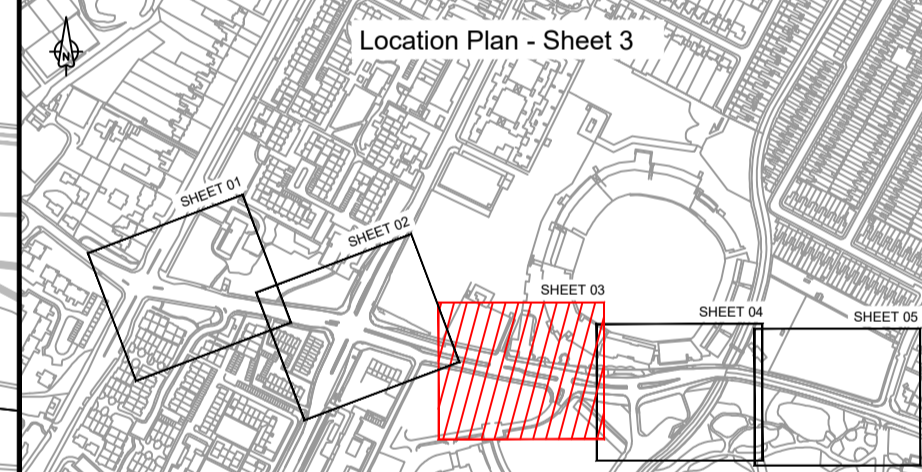 Location Plan - Sheet 3
N
SHEET 01
SHEET 02
SHEET 03
SHEET 04
SHEET 05